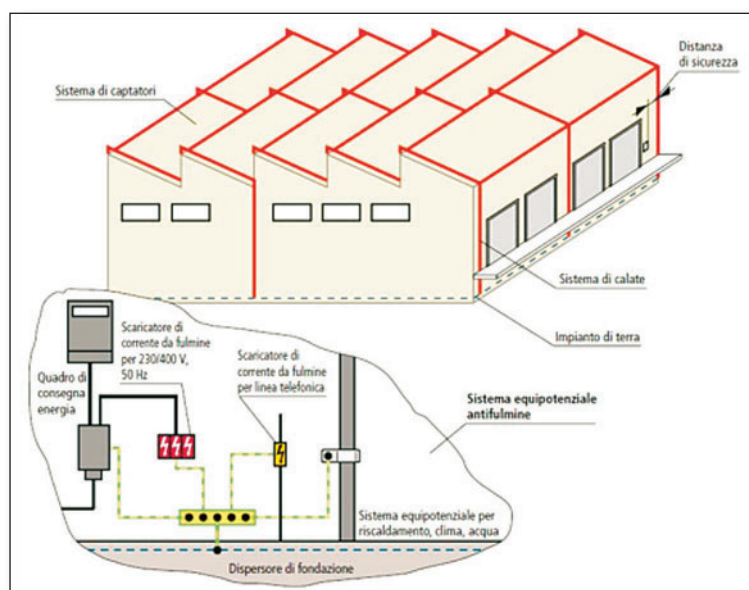 Distanza
di sicurezza
Sistema di captatori
Sistema di calate
Impianto di terra
Scaricatore di
corrente da fulmine
per 230/400 V,
50 Hz
Scaricatore di
corrente da fulmine
per linea telefonica
Quadro di
consegna
energia
Sistema equipotenziale
antifulmine
Sistema equipotenziale per
riscaldamento, clima, acqua
Dispersore di fondazione